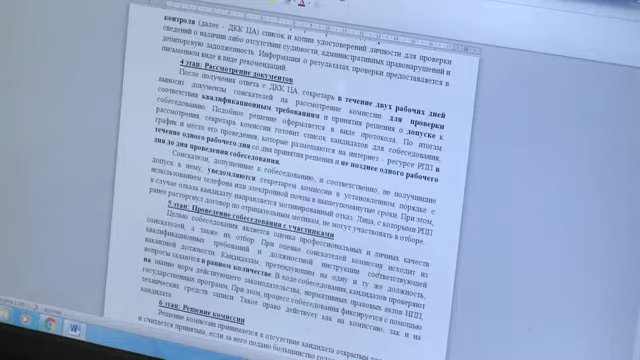 контроля (далее - ДКК ЦА) список и копии удостоверений личности для проверки
сведений о наличии либо отсутствии судимости, административных правонарушений и
дебиторскую задолженность. Информация о результатах проверки предоставляется в
письменном виде в виде рекомендаций.
4 этап: Рассмотрение документов
После получения ответа с ДКК ЦА, секретарь в течение двух рабочих дней
выносит документы соискателей на рассмотрение комиссии для проверки
соответствия квалификационным требованиям и принятия решения о допуске к
собеседованию. Подобное решение оформляется в виде протокола. По итогам
рассмотрения, секретарь комиссии готовит список кандидатов для собеседования,
график и место его проведения, которые размещаются на интернет - ресурсе РПП в
течение одного рабочего дня со дня принятия решения и не позднее одного рабочего
дня до дня проведения собеседования.
Соискатели, допущенные к собеседованию, и соответственно, не получившие
допуск к нему, уведомляются секретарем комиссии в установленном порядке с
использованием телефона или электронной почты в вышеупомянутые сроки. При этом,
в случае отказа кандидату направляется мотивированный отказ. Лица, с которыми РПП
ранее расторгнул договор по отрицательным мотивам, не могут участвовать в отборе.
5 этап: Проведение собеседования с участниками
Целью собеседования является оценка профессиональных и личных качеств
соискателей, а также их отбор. При оценке соискателей комиссия исходит из
квалификационных требований и должностной инструкции соответствующей
вакантной должности. Кандидатам, претендующим на одну и ту же должность,
вопросы задаются в равном количестве. В ходе собеседования, кандидатов проверяют
на знание норм действующего законодательства, нормативных правовых актов НПП,
государственных программ. При этом, процесс собеседования фиксируется с помощью
технических средств записи. Такое право действует как на комиссию, так и на
кандидата.
6 этап: Решение комиссии
Решение комиссии принимается в отсутствие кандидата открытым
и считается принятым, если за него подано большинство